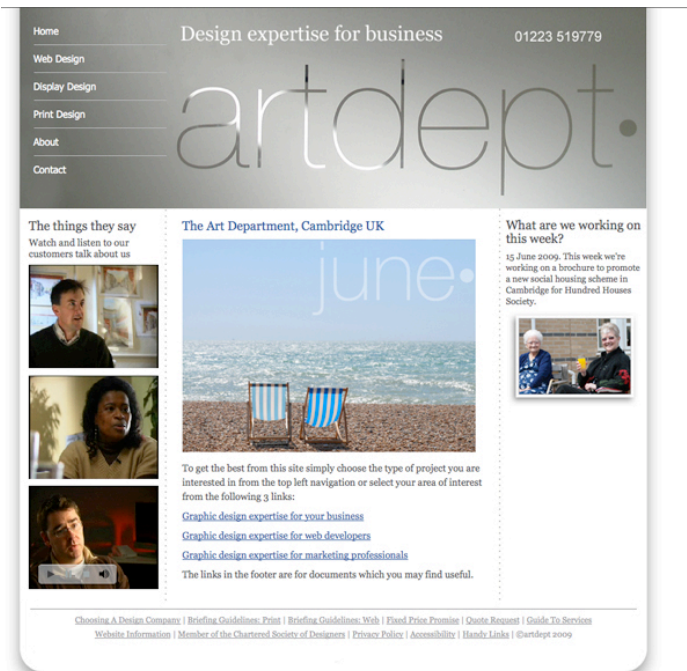 Home
Web Design
Display Design
Print Design
About
Contact
Design expertise for business
01223 519779
artdept.
The things they say
Watch and listen to our
customers talk about us
The Art Department, Cambridge UK
june.
To get the best from this site simply choose the type of project you are
interested in from the top left navigation or select your area of interest
from the following 3 links:
Graphic design expertise for your business
Graphic design expertise for web developers
Graphic design expertise for marketing professionals
The links in the footer are for documents which you may find useful.
What are we working on
this week?
15 June 2009. This week we're
working on a brochure to promote
a new social housing scheme in
Cambridge for Hundred Houses
Society.
Choosing A Design Company | Briefing Guidelines: Print | Briefing Guidelines: Web | Fixed Price Promise | Quote Request | Guide To Services
Website Information | Member of the Chartered Society of Designers | Privacy Policy | Accessibility | Handy Links | ©artdept 2009